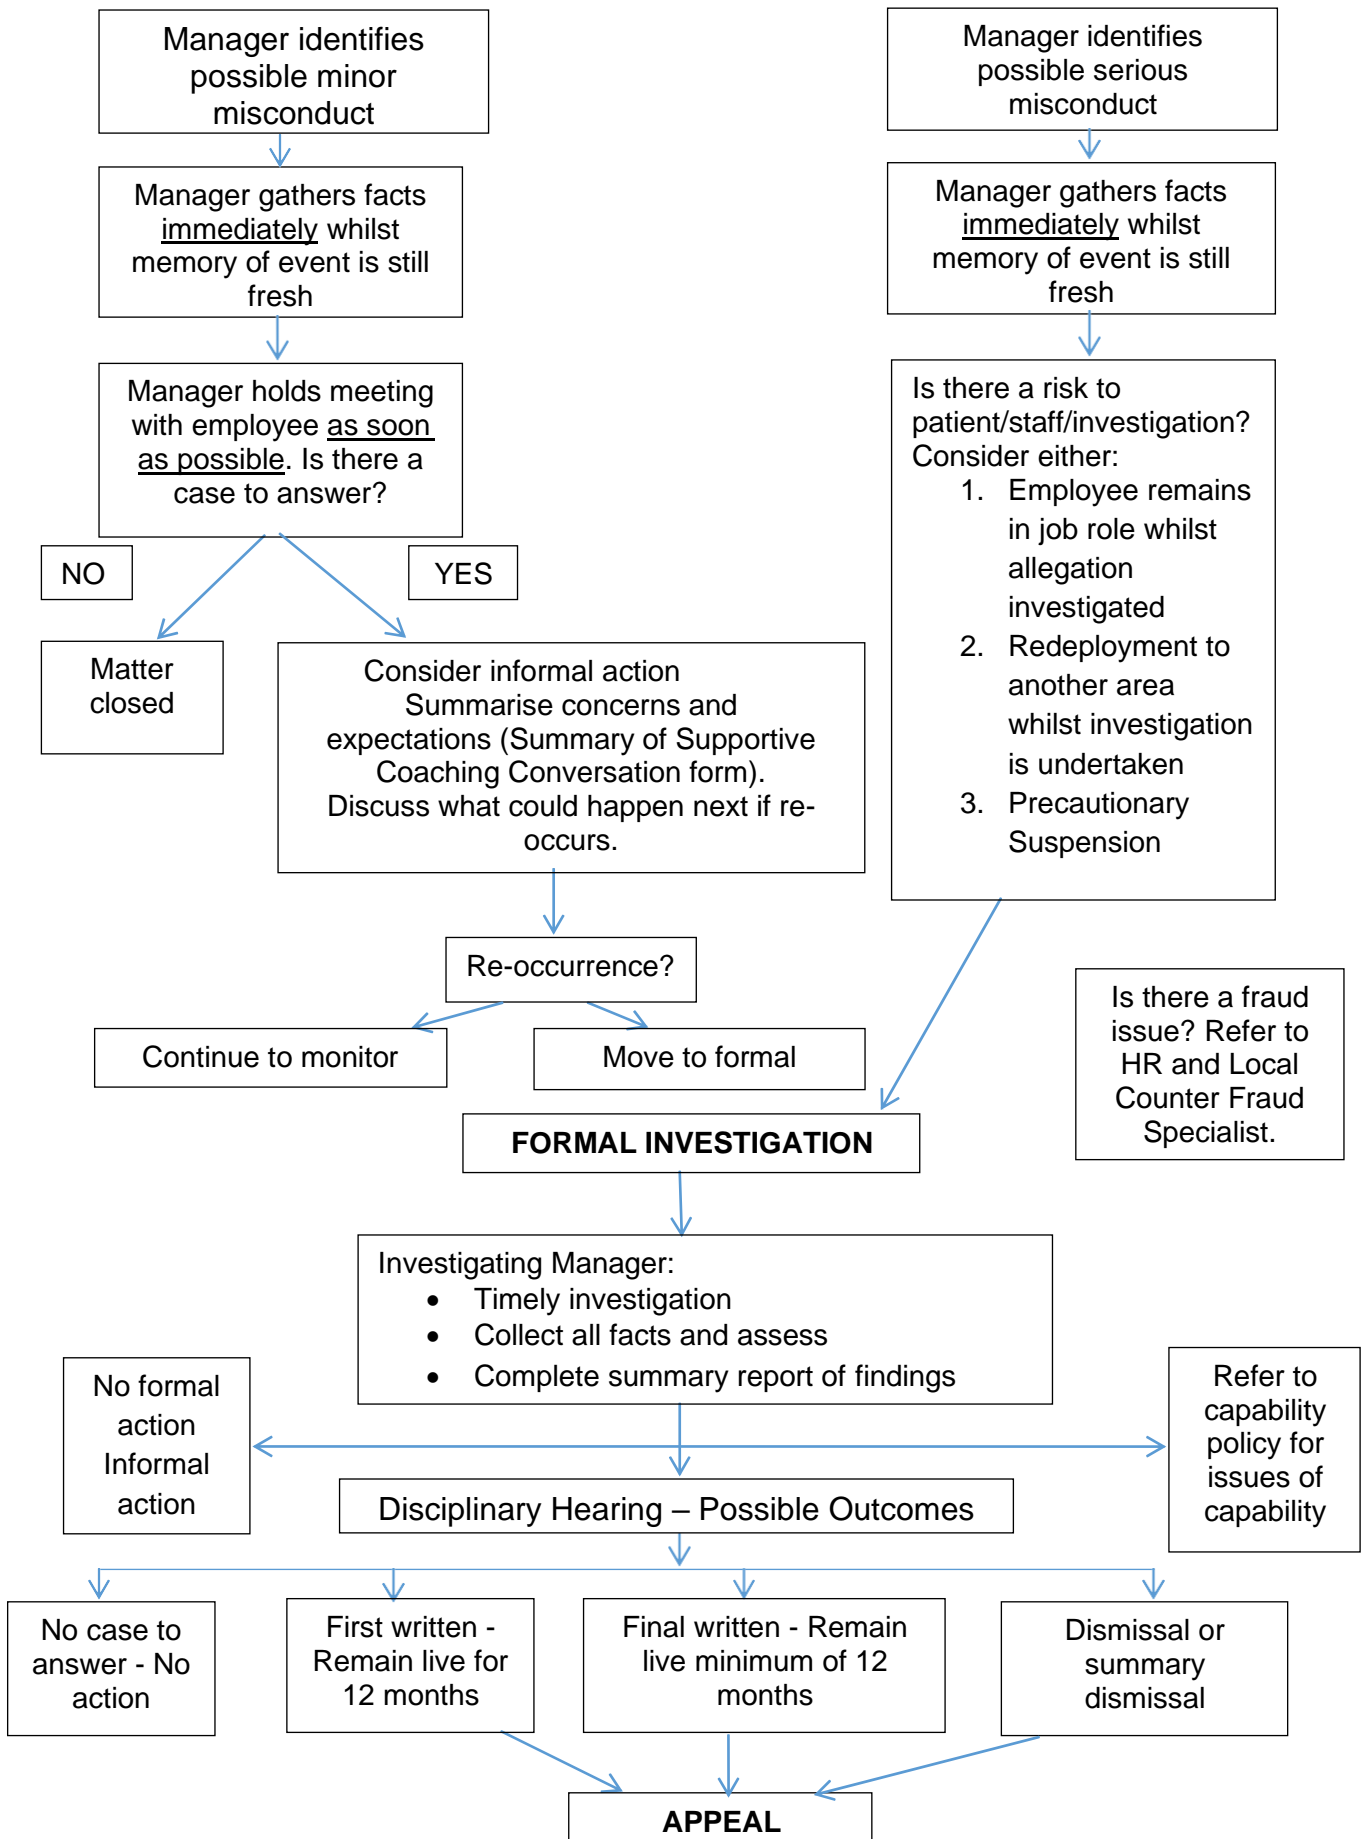 Manager identifies
possible minor
misconduct
Manager identifies
possible serious
misconduct
Manager gathers facts
immediately whilst
memory of event is still
fresh
Manager gathers facts
immediately whilst
memory of event is still
fresh
Manager holds meeting
with employee as soon
as possible. Is there a
case to answer?
Is there a risk to
patient/staff/investigation?
Consider either:
1. Employee remains
in job role whilst
allegation
investigated
2. Redeployment to
another area
whilst investigation
is undertaken
3. Precautionary
Suspension
NO
YES
Matter
closed
Consider informal action
Summarise concerns and
expectations (Summary of Supportive
Coaching Conversation form).
Discuss what could happen next if re-
occurs.
Re-occurrence?
Continue to monitor
Move to formal
Is there a fraud
issue? Refer to
HR and Local
Counter Fraud
Specialist.
FORMAL INVESTIGATION
Investigating Manager:
• Timely investigation
• Collect all facts and assess
• Complete summary report of findings
No formal
action
Informal
action
Refer to
capability
policy for
issues of
capability
Disciplinary Hearing – Possible Outcomes
No case to
answer - No
action
First written -
Remain live for
12 months
Final written - Remain
live minimum of 12
months
Dismissal or
summary
dismissal
APPEAL